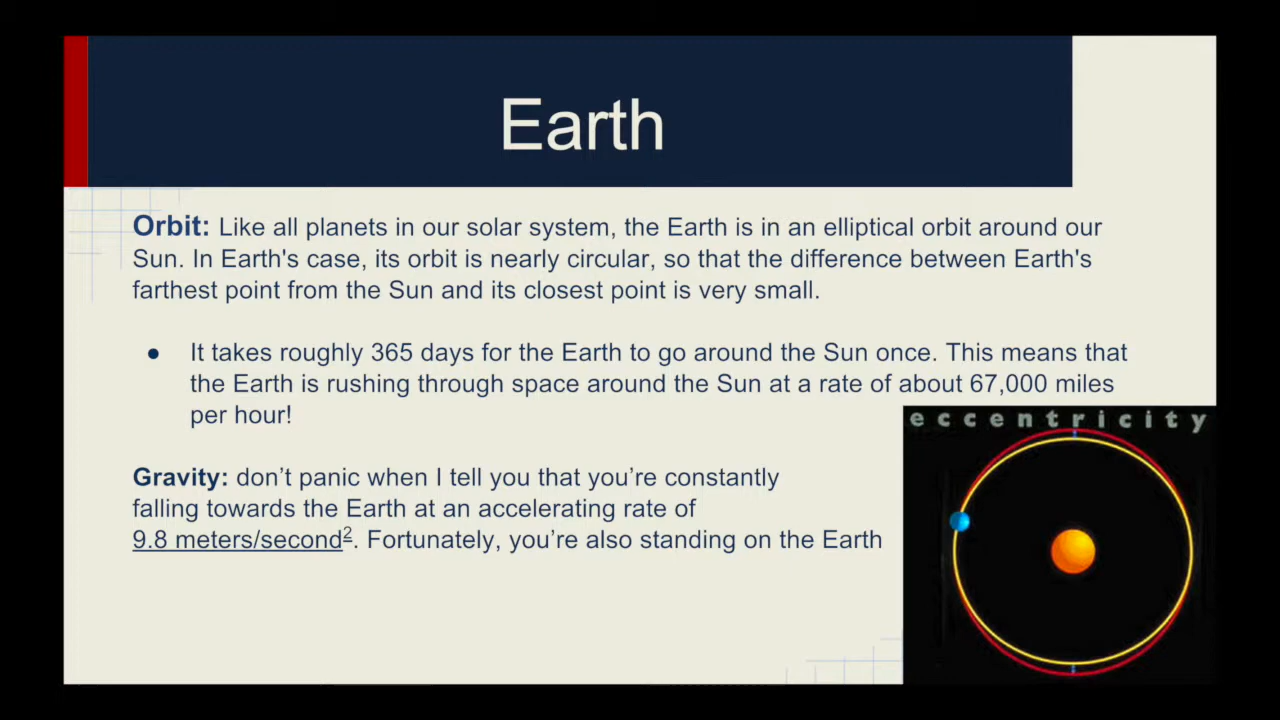 Earth
Orbit: Like all planets in our solar system, the Earth is in an elliptical orbit around our
Sun. In Earth's case, its orbit is nearly circular, so that the difference between Earth's
farthest point from the Sun and its closest point is very small.
● It takes roughly 365 days for the Earth to go around the Sun once. This means that
the Earth is rushing through space around the Sun at a rate of about 67,000 miles
per hour!
eccentricity
Gravity: don’t panic when I tell you that you’re constantly
falling towards the Earth at an accelerating rate of
9.8 meters/second². Fortunately, you’re also standing on the Earth